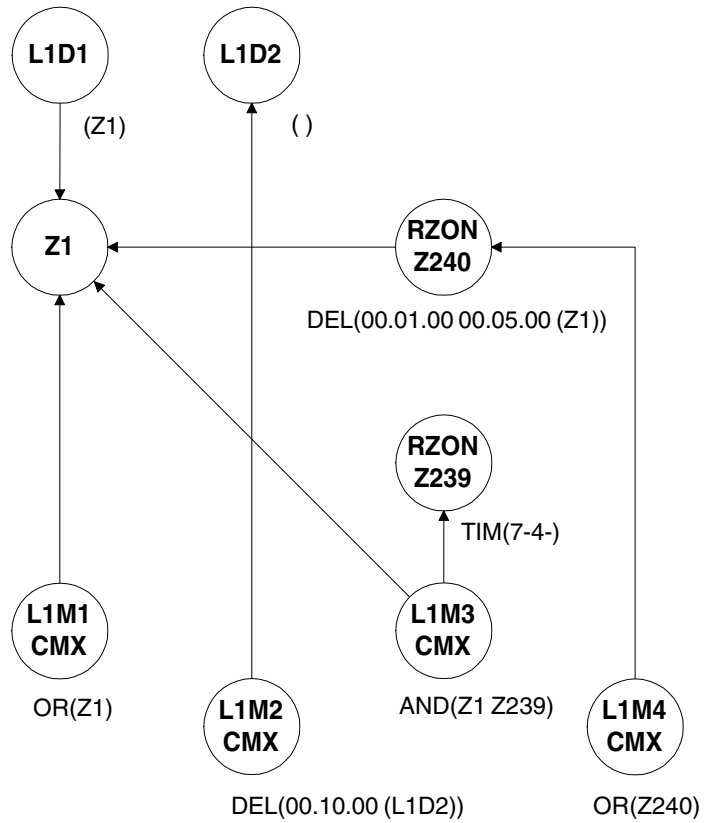 L1D1
L1D2
(Z1)
( )
Z1
RZON
Z240
DEL(00.01.00 00.05.00 (Z1))
RZON
Z239
TIM(7-4-)
L1M1
CMX
L1M3
CMX
OR(Z1)
L1M2
CMX
AND(Z1 Z239)
L1M4
CMX
DEL(00.10.00 (L1D2))
OR(Z240)